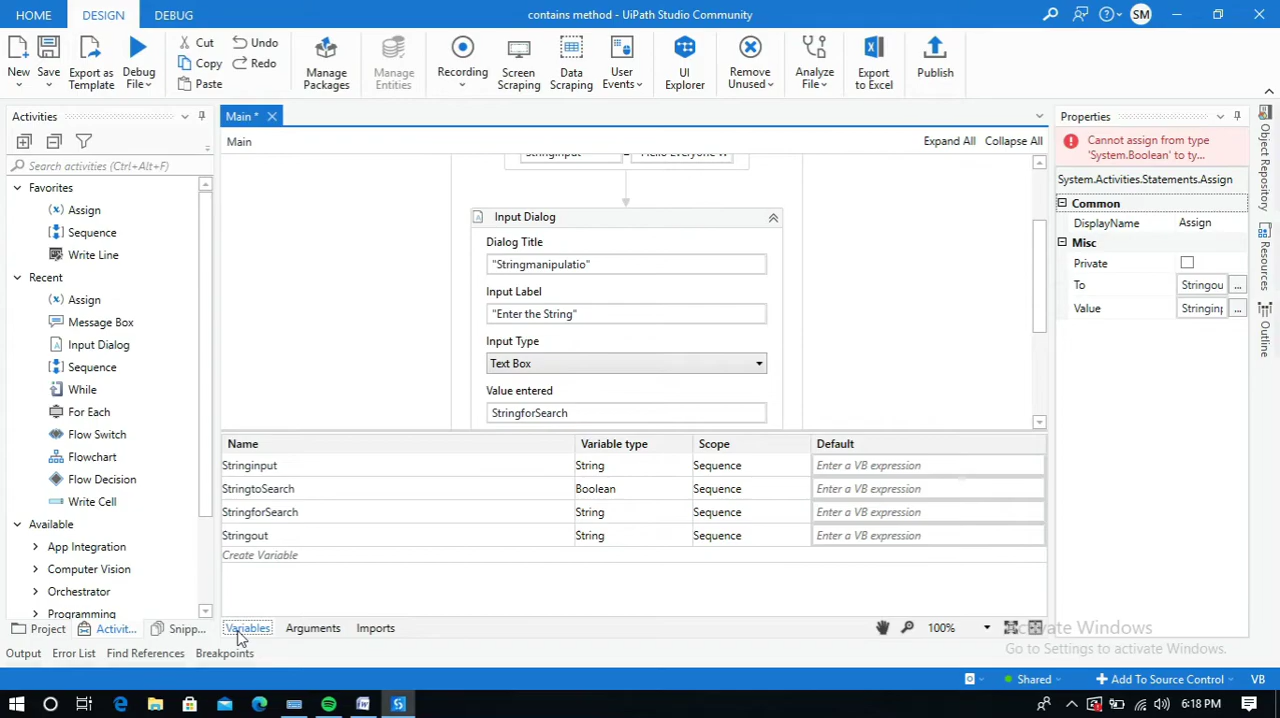 HOME DESIGN DEBUG contains method - UiPath Studio Community SM
New Save Export as Template Debug File Cut Copy Paste Undo Redo Manage Packages Manage Entities Recording Screen Scraping Data Scraping User Events UI Explorer Remove Unused Analyze File Export to Excel Publish
Activities
Search activities (Ctrl+Alt+F)
Favorites
Assign
Sequence
Write Line
Recent
Assign
Message Box
Input Dialog
Sequence
While
For Each
Flow Switch
Flowchart
Flow Decision
Write Cell
Available
App Integration
Computer Vision
Orchestrator
Programming
Project Activit... Snipp...
Main *
Main Expand All Collapse All
Stringinput = "Hello Everyone W
Input Dialog
Dialog Title
"Stringmanipulatio"
Input Label
"Enter the String"
Input Type
Text Box
Value entered
StringforSearch
Name Variable type Scope Default
Stringinput String Sequence Enter a VB expression
StringtoSearch Boolean Sequence Enter a VB expression
StringforSearch String Sequence Enter a VB expression
Stringout String Sequence Enter a VB expression
Create Variable
Variables Arguments Imports 100%
Properties
Cannot assign from type
'System.Boolean' to ty...
System.Activities.Statements.Assign
Common
DisplayName Assign
Misc
Private
To Stringou ...
Value Stringinp ...
Object Repository
Resources
Outline
Activate Windows
Go to Settings to activate Windows.
Output Error List Find References Breakpoints
Shared Add To Source Control VB
6:18 PM